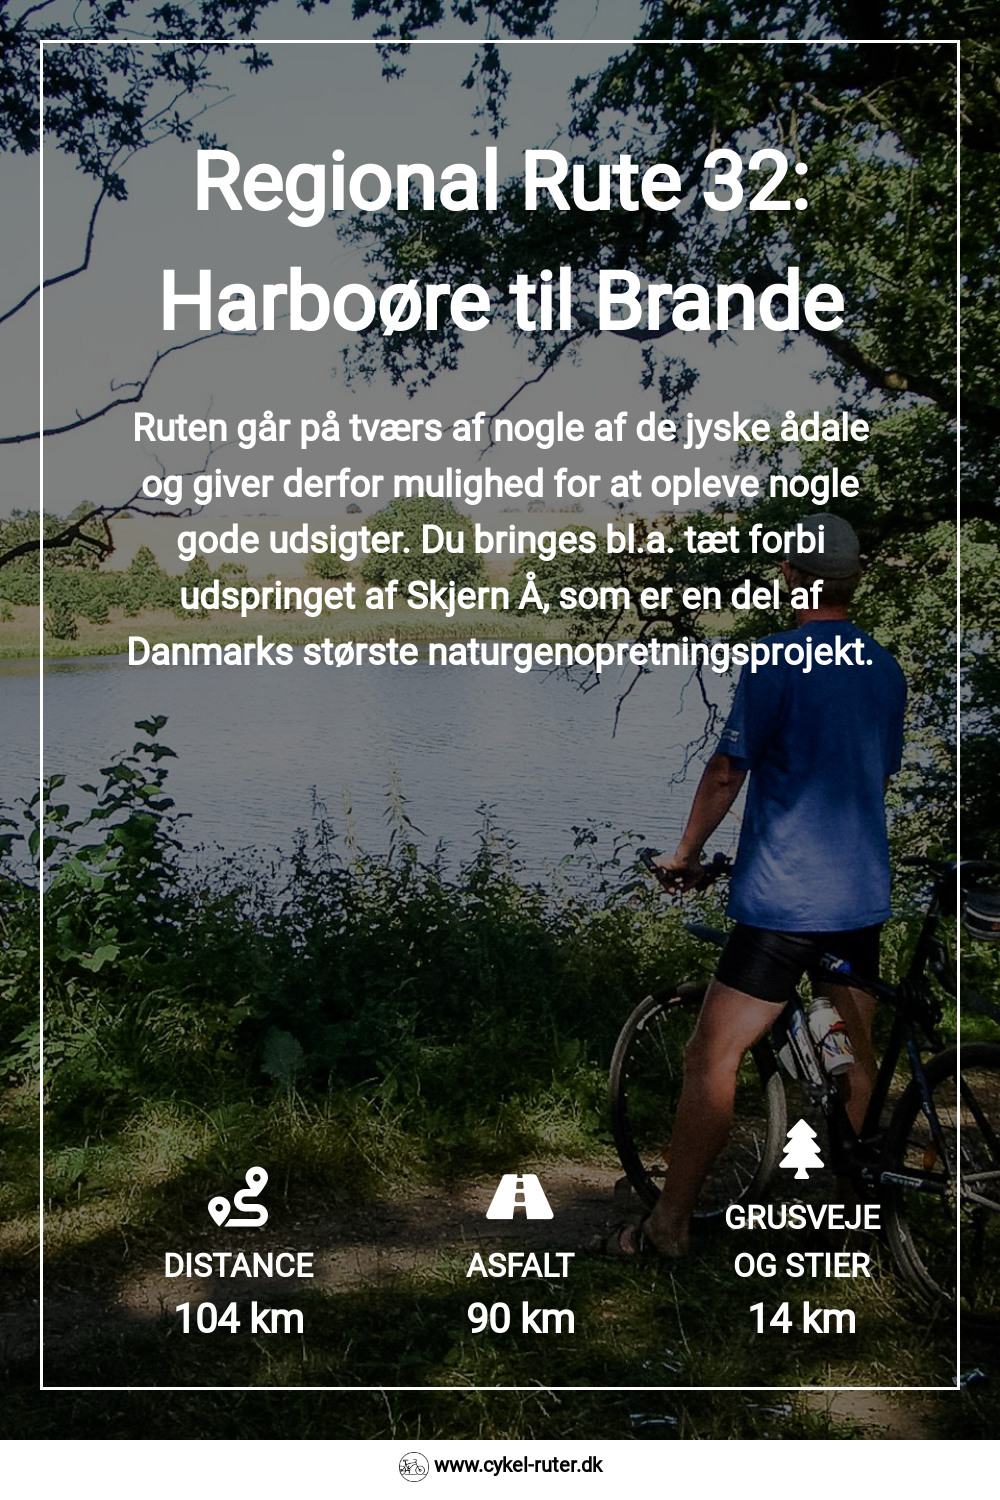 Regional Rute 32:
Harboøre til Brande
Ruten går på tværs af nogle af de jyske ådale
og giver derfor mulighed for at opleve nogle
gode udsigter. Du bringes bl.a. tæt forbi
udspringet af Skjern Å, som er en del af
Danmarks største naturgenopretningsprojekt.
DISTANCE
104 km
ASFALT
90 km
GRUSVEJE
OG STIER
14 km
www.cykel-ruter.dk